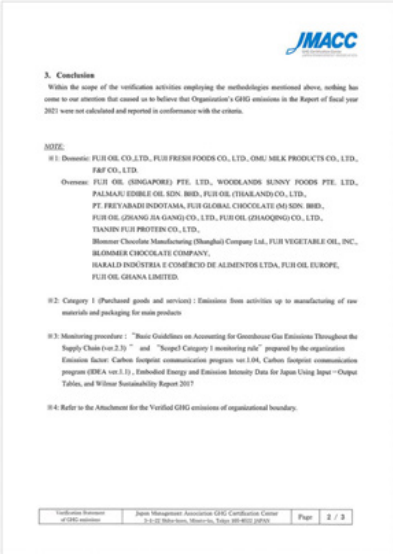 JMACC
3. Conclusion
Within the scope of the verification activities employing the methodologies mentioned above, nothing has
come to our attention that caused us to believe that Organization's GHG emissions in the Report of fiscal year
2021 were not calculated and reported in conformance with the criteria.
NOTE:
※1: Domestic: FUJI OIL CO.,LTD., FUJI FRESH FOODS CO., LTD., OMU MILK PRODUCTS CO., LTD.,
F&F CO., LTD.
Overseas: FUJI OIL (SINGAPORE) PTE. LTD., WOODLANDS SUNNY FOODS PTE. LTD.,
PALMAJU EDIBLE OIL SDN. BHD., FUJI OIL (THAILAND) CO., LTD.,
PT. FREYABADI INDOTAMA, FUJI GLOBAL CHOCOLATE (M) SDN. BHD.,
FUJI OIL (ZHANG JIA GANG) CO., LTD., FUJI OIL (ZHAOQING) CO., LTD.,
TIANJIN FUJI PROTEIN CO., LTD.,
Blommer Chocolate Manufacturing (Shanghai) Company Ltd., FUJI VEGETABLE OIL, INC.,
BLOMMER CHOCOLATE COMPANY,
HARALD INDÚSTRIA E COMÉRCIO DE ALIMENTOS LTDA, FUJI OIL EUROPE,
FUJI OIL GHANA LIMITED.
※2: Category 1 (Purchased goods and services) : Emissions from activities up to manufacturing of raw
materials and packaging for main products
※3: Monitoring procedure : "Basic Guidelines on Accounting for Greenhouse Gas Emissions Throughout the
Supply Chain (ver.2.3) " and "Scope3 Category 1 monitoring rule" prepared by the organization
Emission factor: Carbon footprint communication program ver.1.04, Carbon footprint communication
program (IDEA ver.1.1) , Embodied Energy and Emission Intensity Data for Japan Using Input－Output
Tables, and Wilmar Sustainability Report 2017
※4: Refer to the Attachment for the Verified GHG emissions of organizational boundary.
Verification Statement
of GHG emissions
Japan Management Association GHG Certification Center
Minato-ku, Tokyo JAPAN
Page 2 / 3